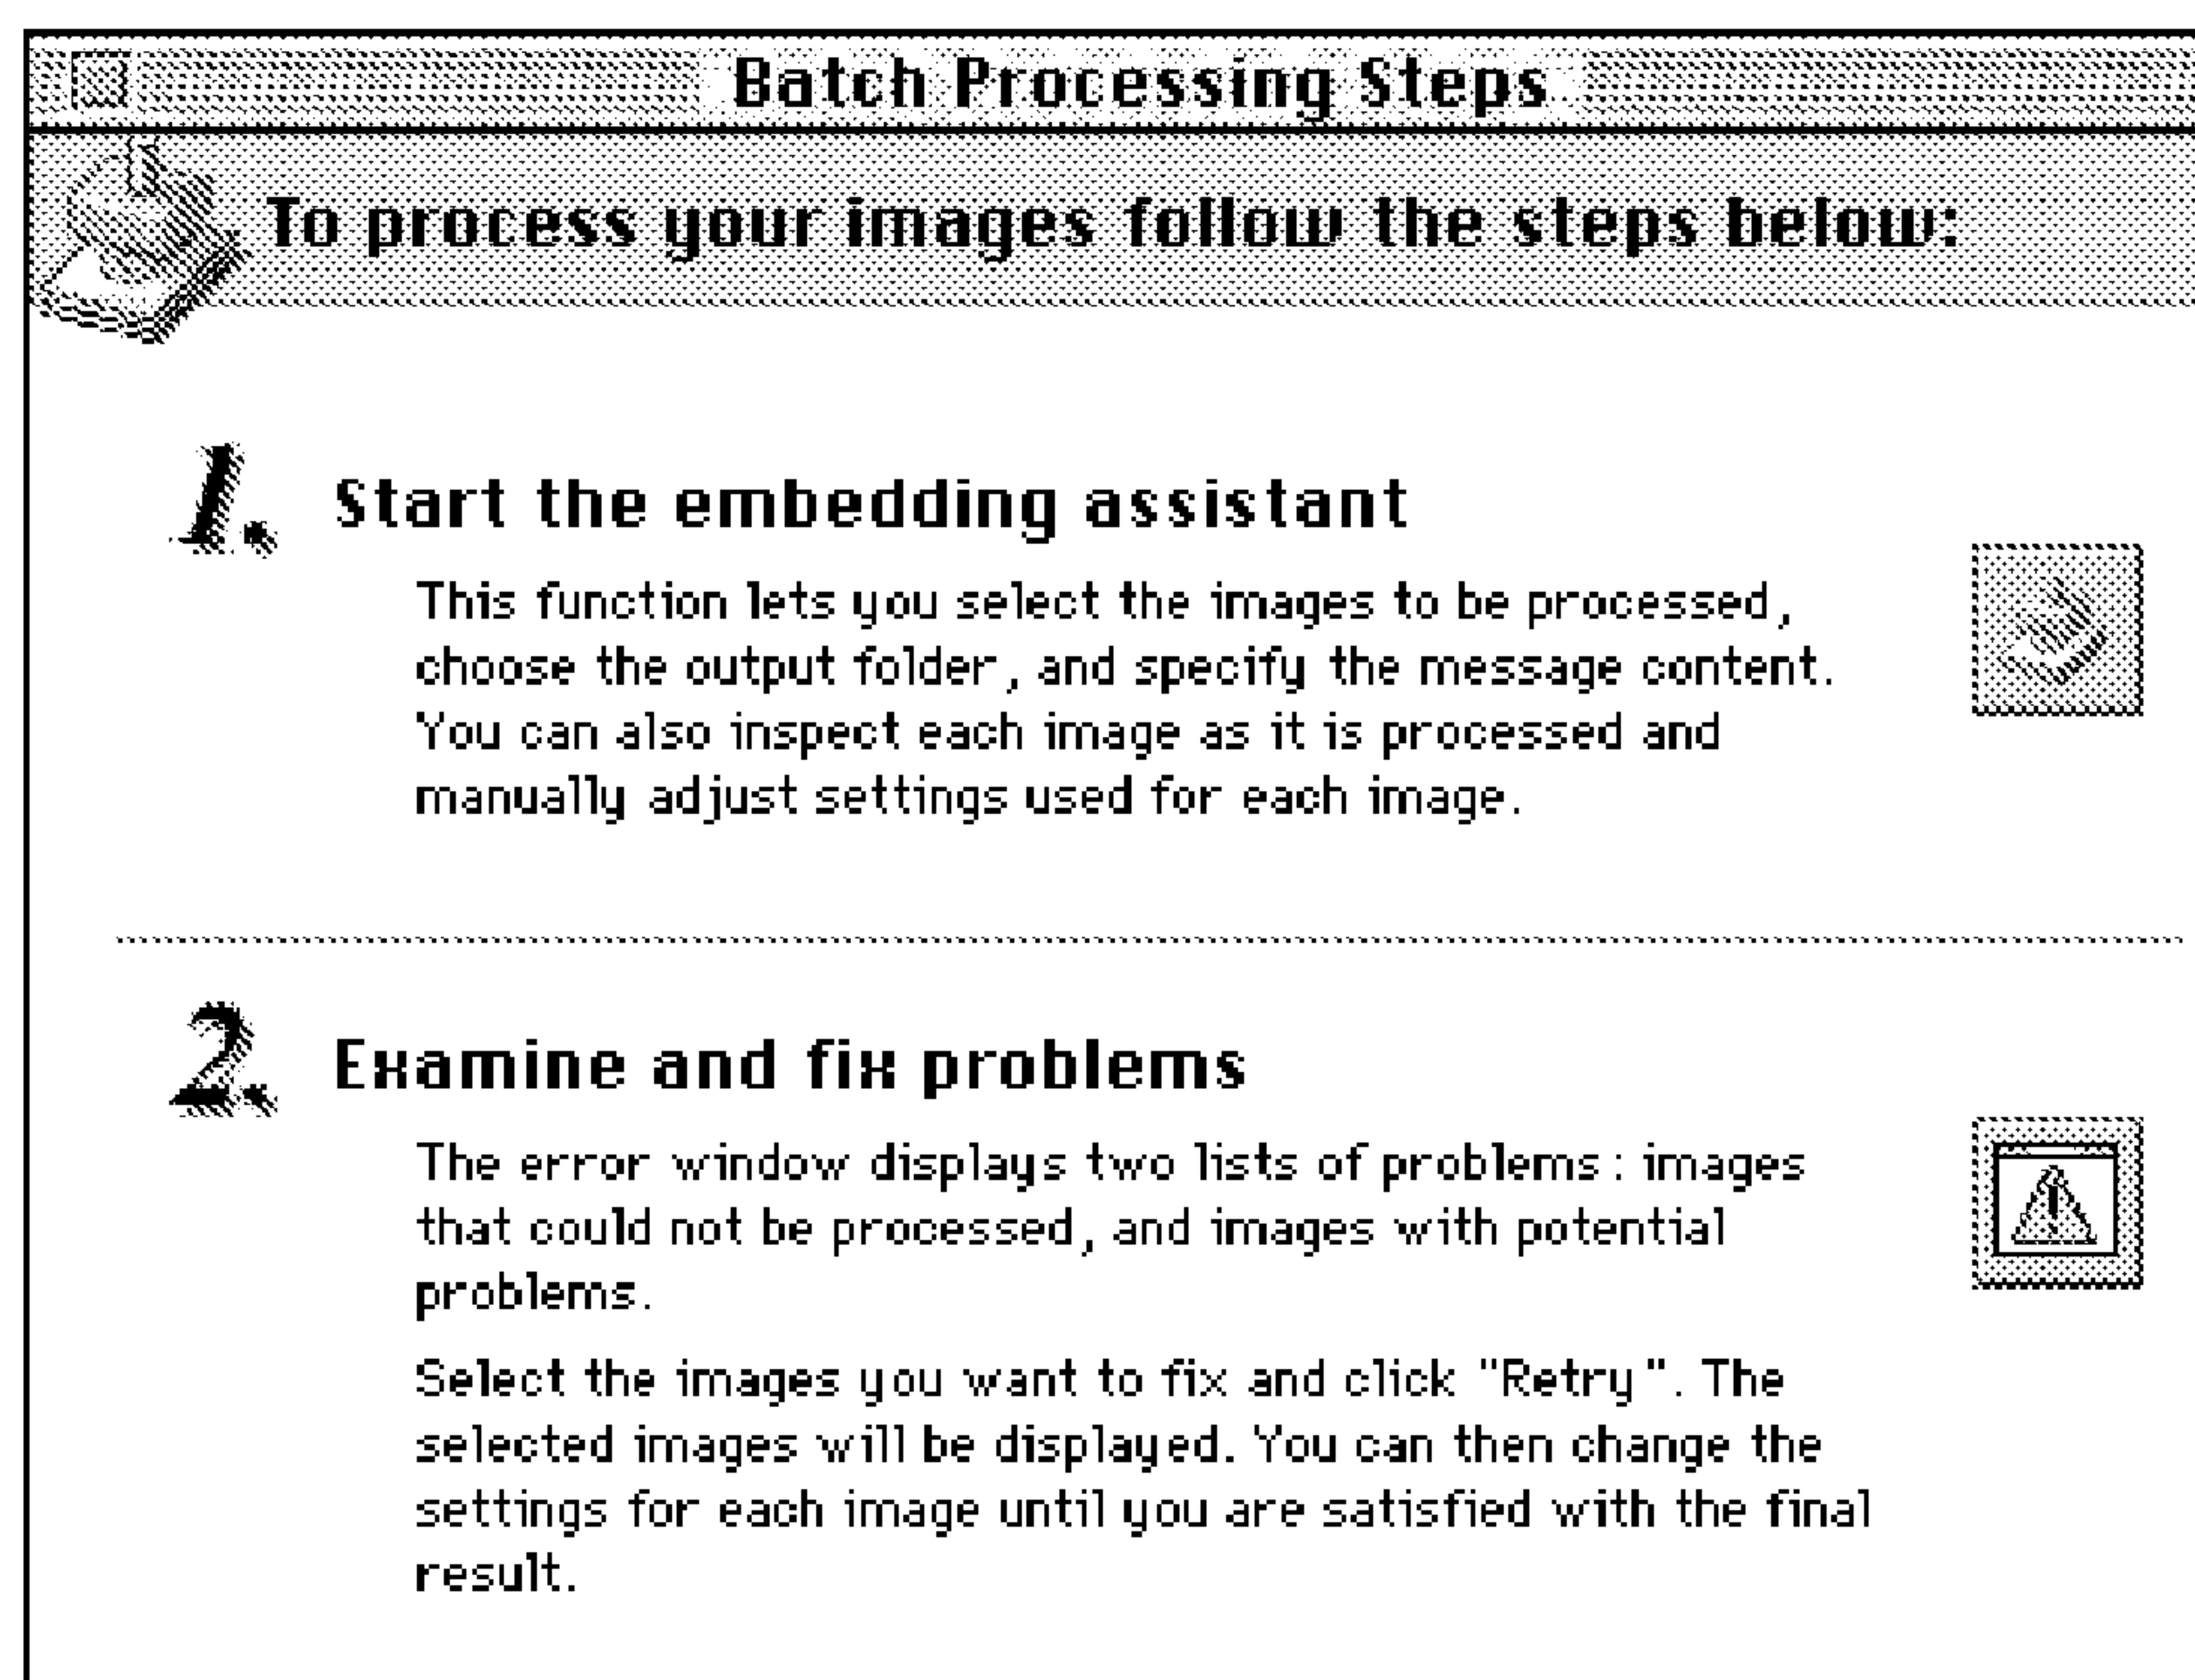 Batch Processing Steps
To process your images follow the steps below:
1. Start the embedding assistant
This function lets you select the images to be processed,
choose the output folder, and specify the message content.
You can also inspect each image as it is processed and
manually adjust settings used for each image.
2. Examine and fix problems
The error window displays two lists of problems: images
that could not be processed, and images with potential
problems.
Select the images you want to fix and click "Retry". The
selected images will be displayed. You can then change the
settings for each image until you are satisfied with the final
result.